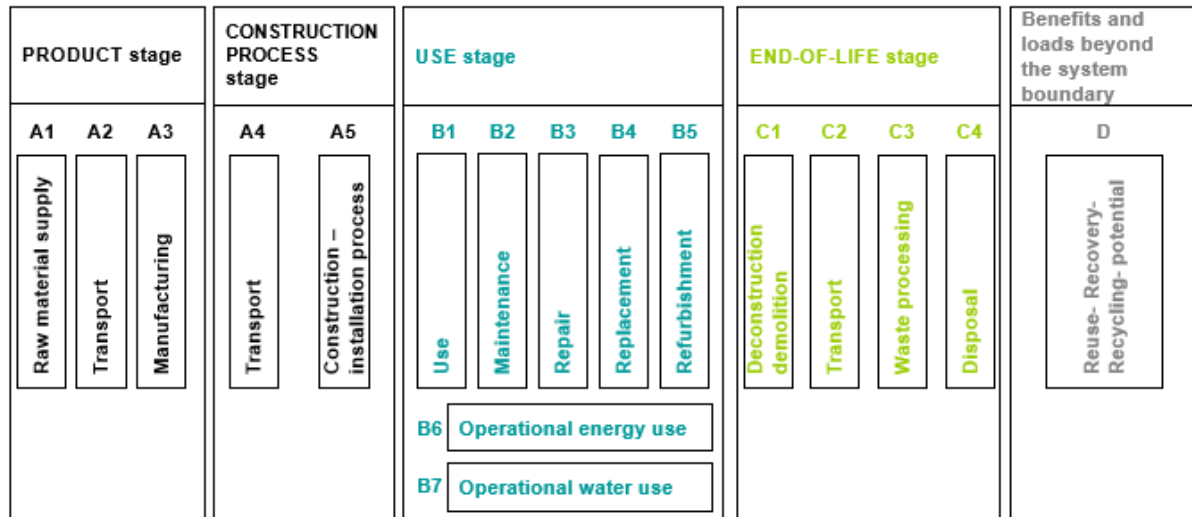 PRODUCT stage
CONSTRUCTION
PROCESS
stage
USE stage
END-OF-LIFE stage
Benefits and
loads beyond
the system
boundary
A1
A2
A3
A4
A5
B1
B2
B3
B4
B5
C1
C2
C3
C4
D
Raw material supply
Transport
Manufacturing
Transport
Construction –
installation process
Use
Maintenance
Repair
Replacement
Refurbishment
Deconstruction
demolition
Transport
Waste processing
Disposal
Reuse- Recovery-
Recycling- potential
B6 Operational energy use
B7 Operational water use